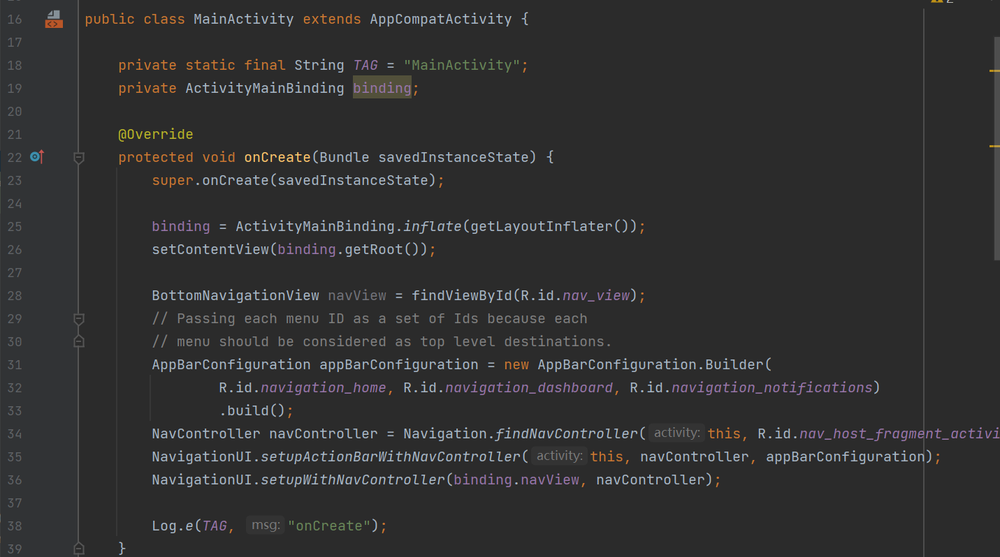 16 public class MainActivity extends AppCompatActivity {
17
18 private static final String TAG = "MainActivity";
19 private ActivityMainBinding binding;
20
21 @Override
22 protected void onCreate(Bundle savedInstanceState) {
23 super.onCreate(savedInstanceState);
24
25 binding = ActivityMainBinding.inflate(getLayoutInflater());
26 setContentView(binding.getRoot());
27
28 BottomNavigationView navView = findViewById(R.id.nav_view);
29 // Passing each menu ID as a set of Ids because each
30 // menu should be considered as top level destinations.
31 AppBarConfiguration appBarConfiguration = new AppBarConfiguration.Builder(
32 R.id.navigation_home, R.id.navigation_dashboard, R.id.navigation_notifications)
33 .build();
34 NavController navController = Navigation.findNavController( activity: this, R.id.nav_host_fragment_activi
35 NavigationUI.setupActionBarWithNavController( activity: this, navController, appBarConfiguration);
36 NavigationUI.setupWithNavController(binding.navView, navController);
37
38 Log.e(TAG, msg: "onCreate");
39 }